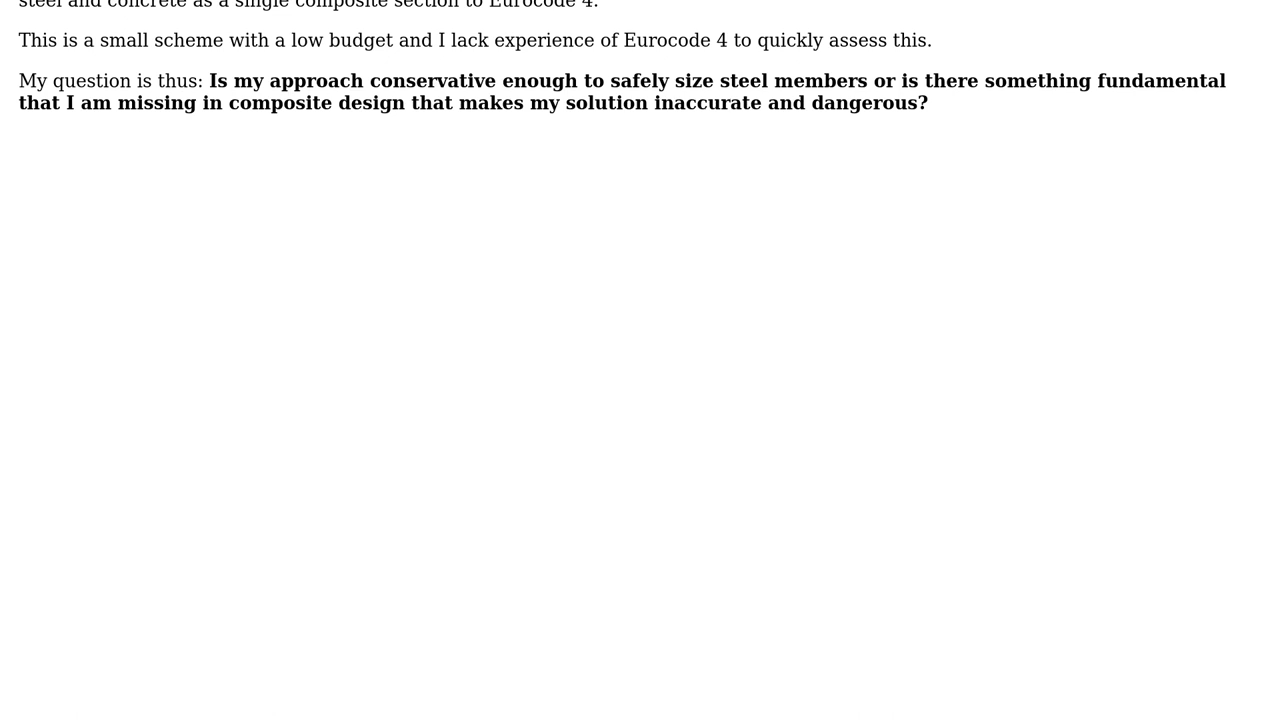 steel and concrete as a single composite section to Eurocode 4.
This is a small scheme with a low budget and I lack experience of Eurocode 4 to quickly assess this.
My question is thus: Is my approach conservative enough to safely size steel members or is there something fundamental
that I am missing in composite design that makes my solution inaccurate and dangerous?